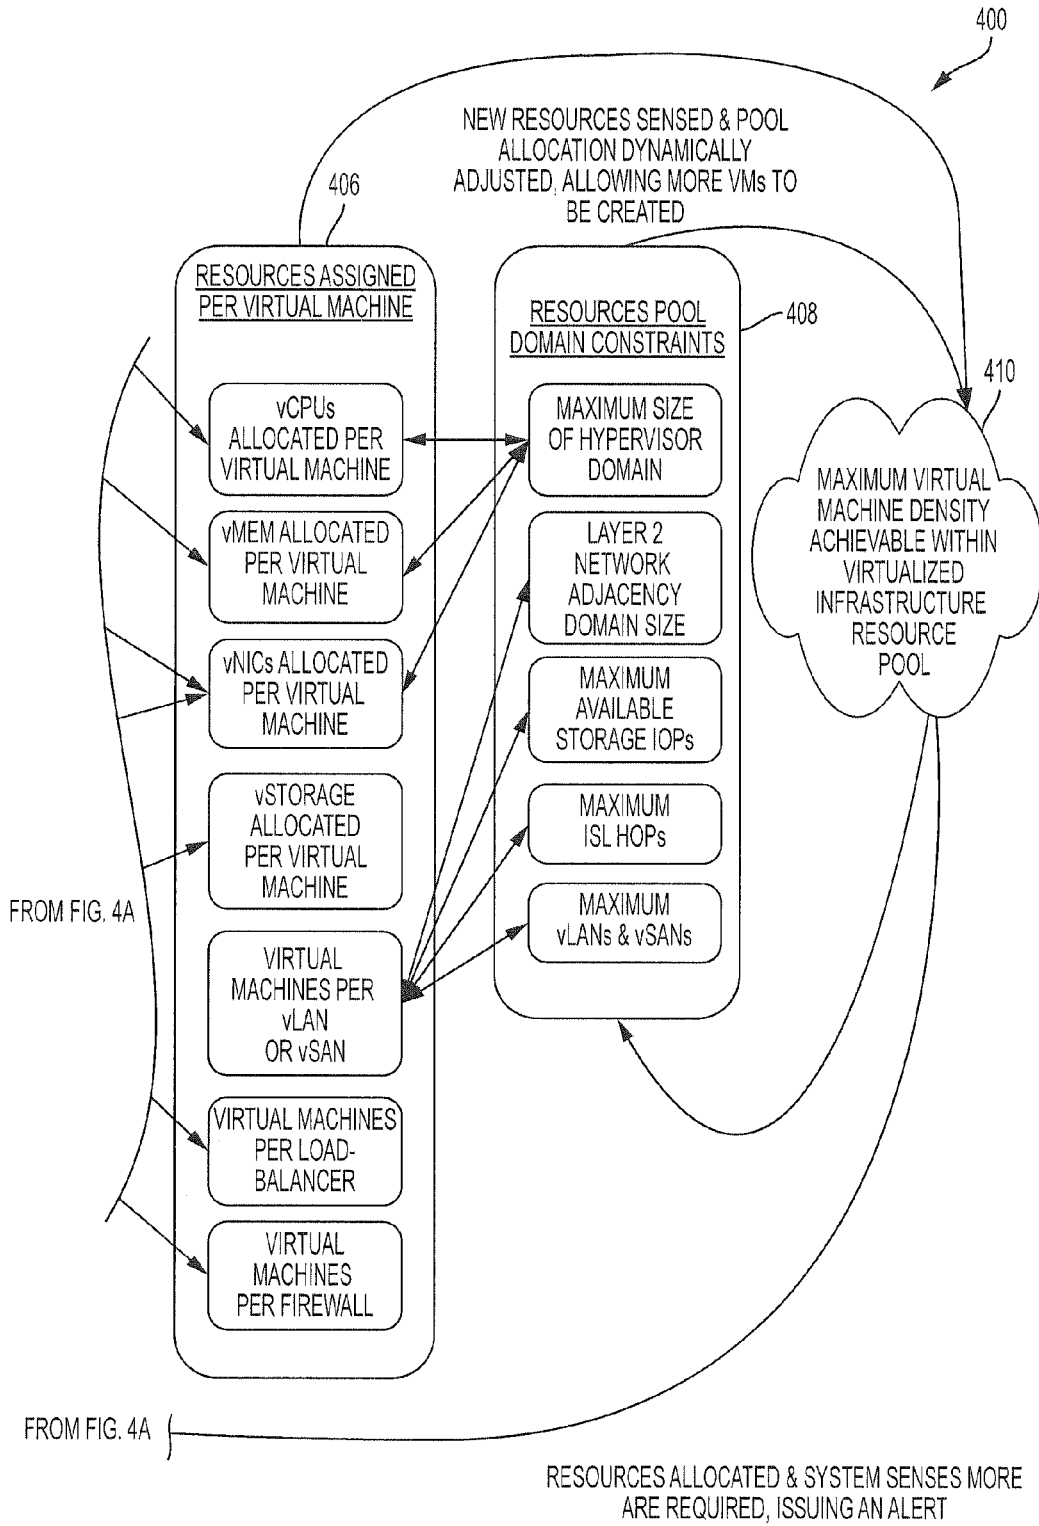 400
NEW RESOURCES SENSED & POOL
ALLOCATION DYNAMICALLY
ADJUSTED, ALLOWING MORE VMs TO
BE CREATED
406
RESOURCES ASSIGNED
PER VIRTUAL MACHINE
vCPUs
ALLOCATED PER
VIRTUAL MACHINE
vMEM ALLOCATED
PER VIRTUAL
MACHINE
vNICs ALLOCATED
PER VIRTUAL
MACHINE
vSTORAGE
ALLOCATED
PER VIRTUAL
MACHINE
VIRTUAL
MACHINES PER
vLAN
OR vSAN
VIRTUAL MACHINES
PER LOAD-
BALANCER
VIRTUAL
MACHINES
PER FIREWALL
408
RESOURCES POOL
DOMAIN CONSTRAINTS
MAXIMUM SIZE
OF HYPERVISOR
DOMAIN
LAYER 2
NETWORK
ADJACENCY
DOMAIN SIZE
MAXIMUM
AVAILABLE
STORAGE IOPs
MAXIMUM
ISL HOPs
MAXIMUM
vLANs & vSANs
410
MAXIMUM VIRTUAL
MACHINE DENSITY
ACHIEVABLE WITHIN
VIRTUALIZED
INFRASTRUCTURE
RESOURCE
POOL
FROM FIG. 4A
FROM FIG. 4A
RESOURCES ALLOCATED & SYSTEM SENSES MORE
ARE REQUIRED, ISSUING AN ALERT